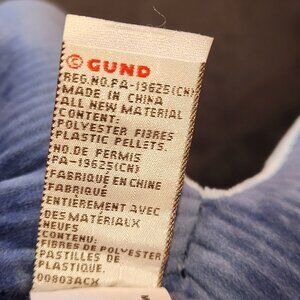 © GUND
REG.NO.PA-13625(CN)
MADE IN CHINA
ALL NEW MATERIAL
CONTENT:
POLYESTER FIBRES
PLASTIC PELLETS.
NO.DE PERMIS
PA-13625(CN)
FABRIQUÉ EN CHINE
FABRIQUÉ
ENTIÈREMENT AVEC
DES MATÉRIAUX
NEUFS
CONTENU:
FIBRES DE POLYESTER
PASTILLES DE
PLASTIQUE.
00803ACX